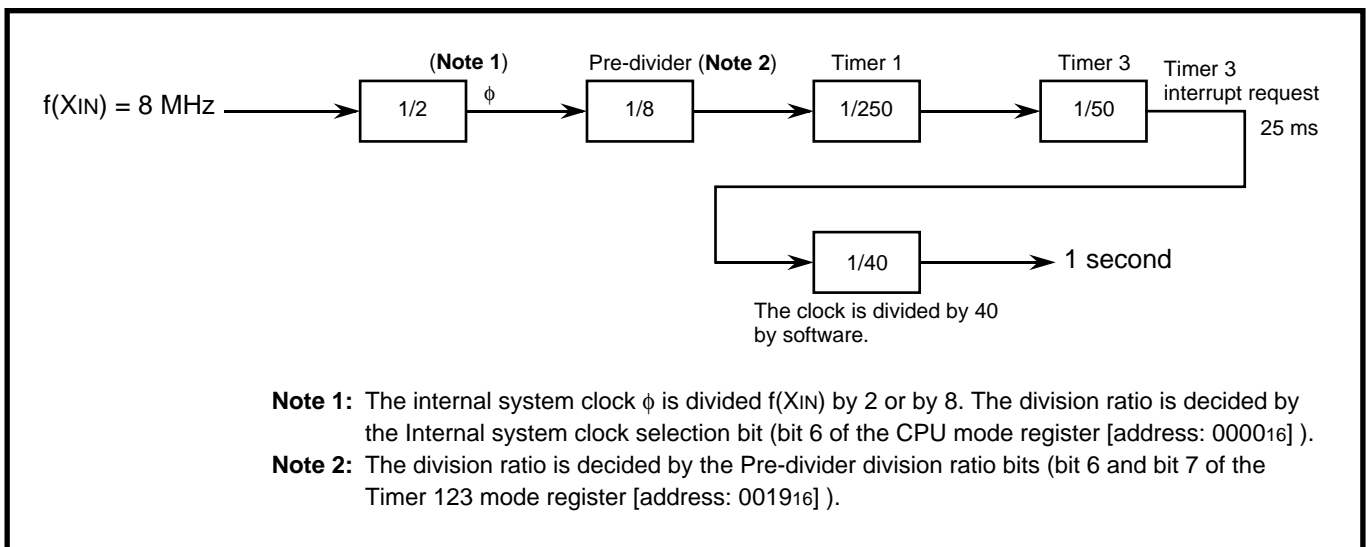 (Note 1)
Pre-divider (Note 2)
Timer 1
Timer 3
Timer 3
interrupt request
f(XIN) = 8 MHz
1/2
ϕ
1/8
1/250
1/50
25 ms
1/40
1 second
The clock is divided by 40
by software.
Note 1: The internal system clock ϕ is divided f(XIN) by 2 or by 8. The division ratio is decided by
the Internal system clock selection bit (bit 6 of the CPU mode register [address: 000016] ).
Note 2: The division ratio is decided by the Pre-divider division ratio bits (bit 6 and bit 7 of the
Timer 123 mode register [address: 001916] ).